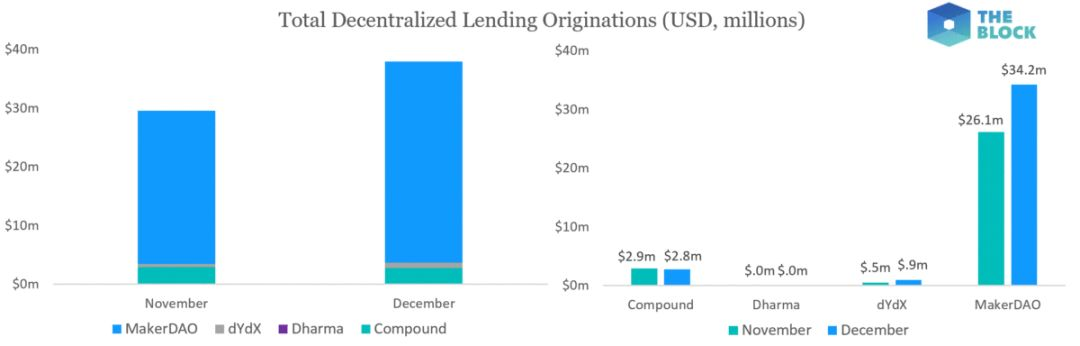 Total Decentralized Lending Originations (USD, millions)
THE
BLOCK
$40m
$30m
$20m
$10m
$0m
November
December
MakerDAO dYdX Dharma Compound
$40m
$30m
$20m
$10m
$0m
$2.9m $2.8m
$.0m $.0m
$.5m $.9m
$26.1m
$34.2m
Compound
Dharma
dYdX
MakerDAO
November December